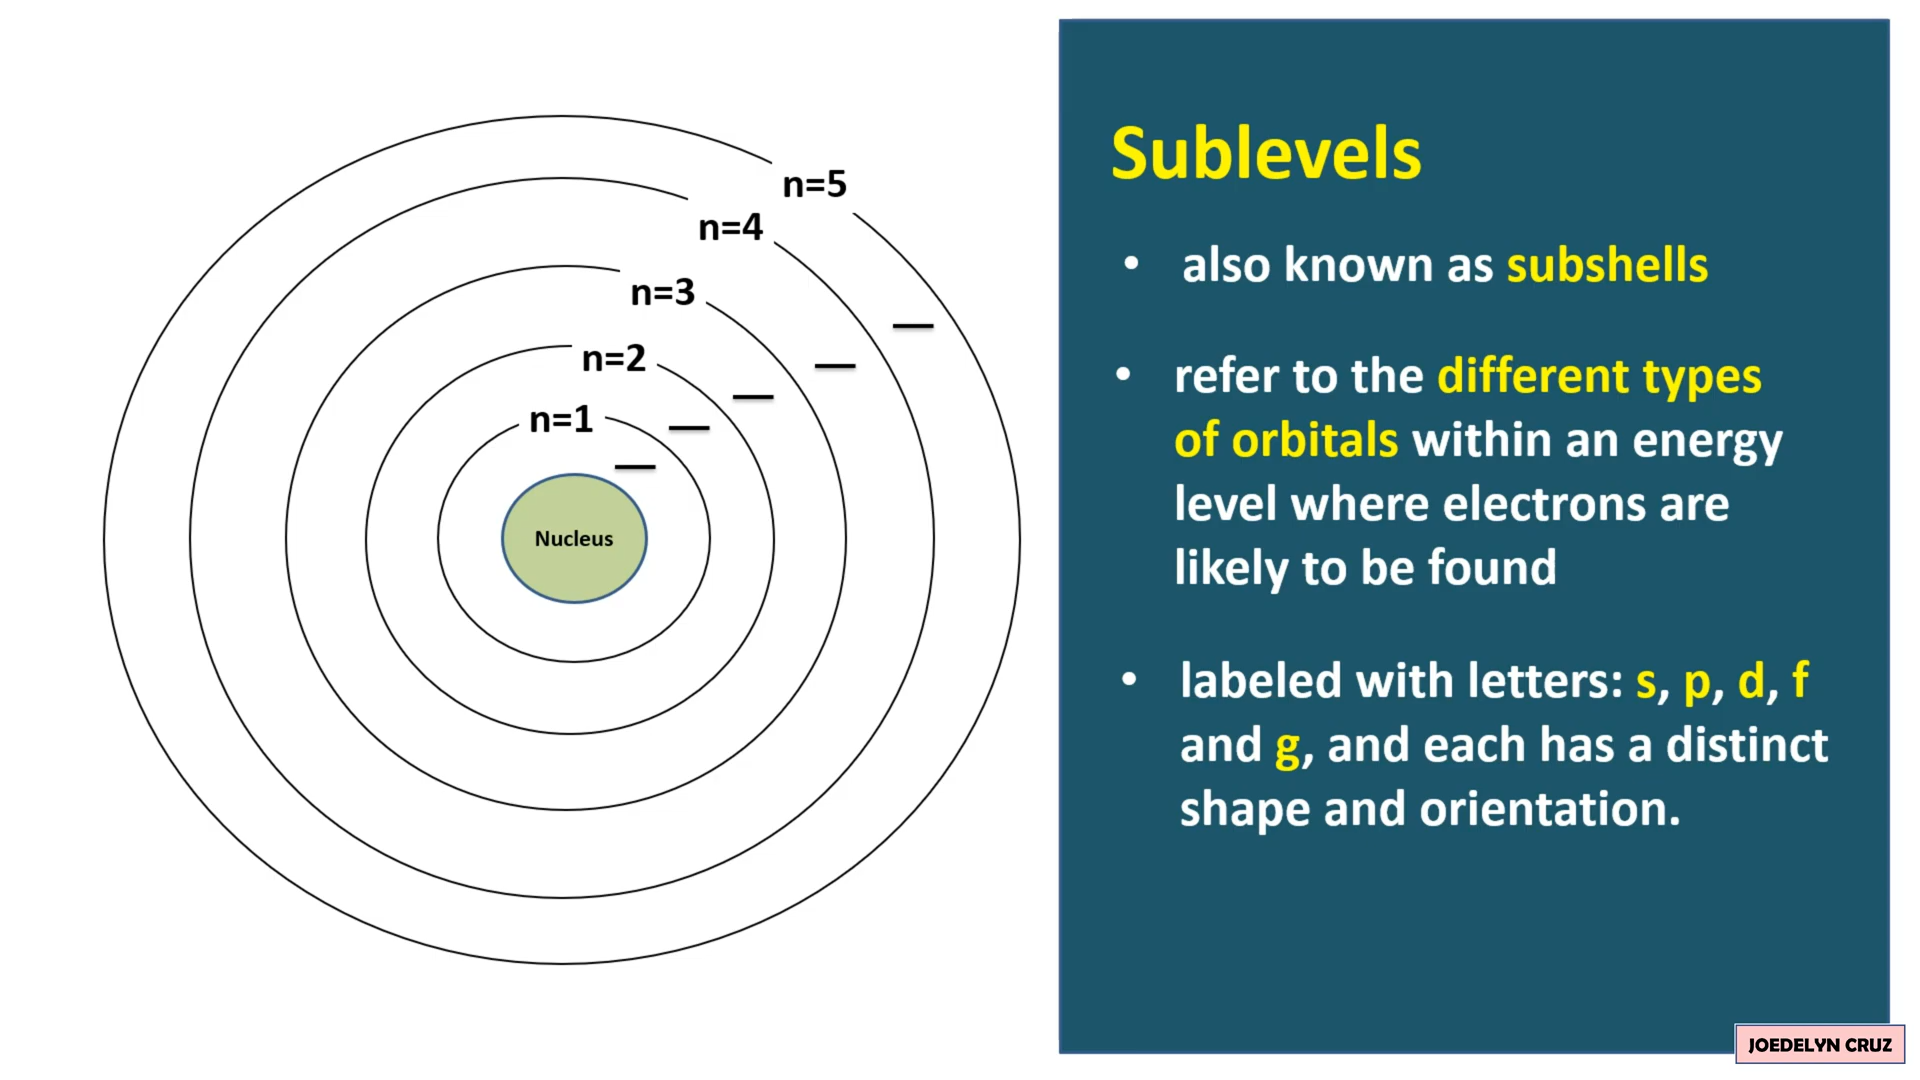 n=5
n=4
n=3
n=2
n=1
Nucleus
Sublevels
• also known as subshells
• refer to the different types
of orbitals within an energy
level where electrons are
likely to be found
• labeled with letters: s, p, d, f
and g, and each has a distinct
shape and orientation.
JOEDELYN CRUZ